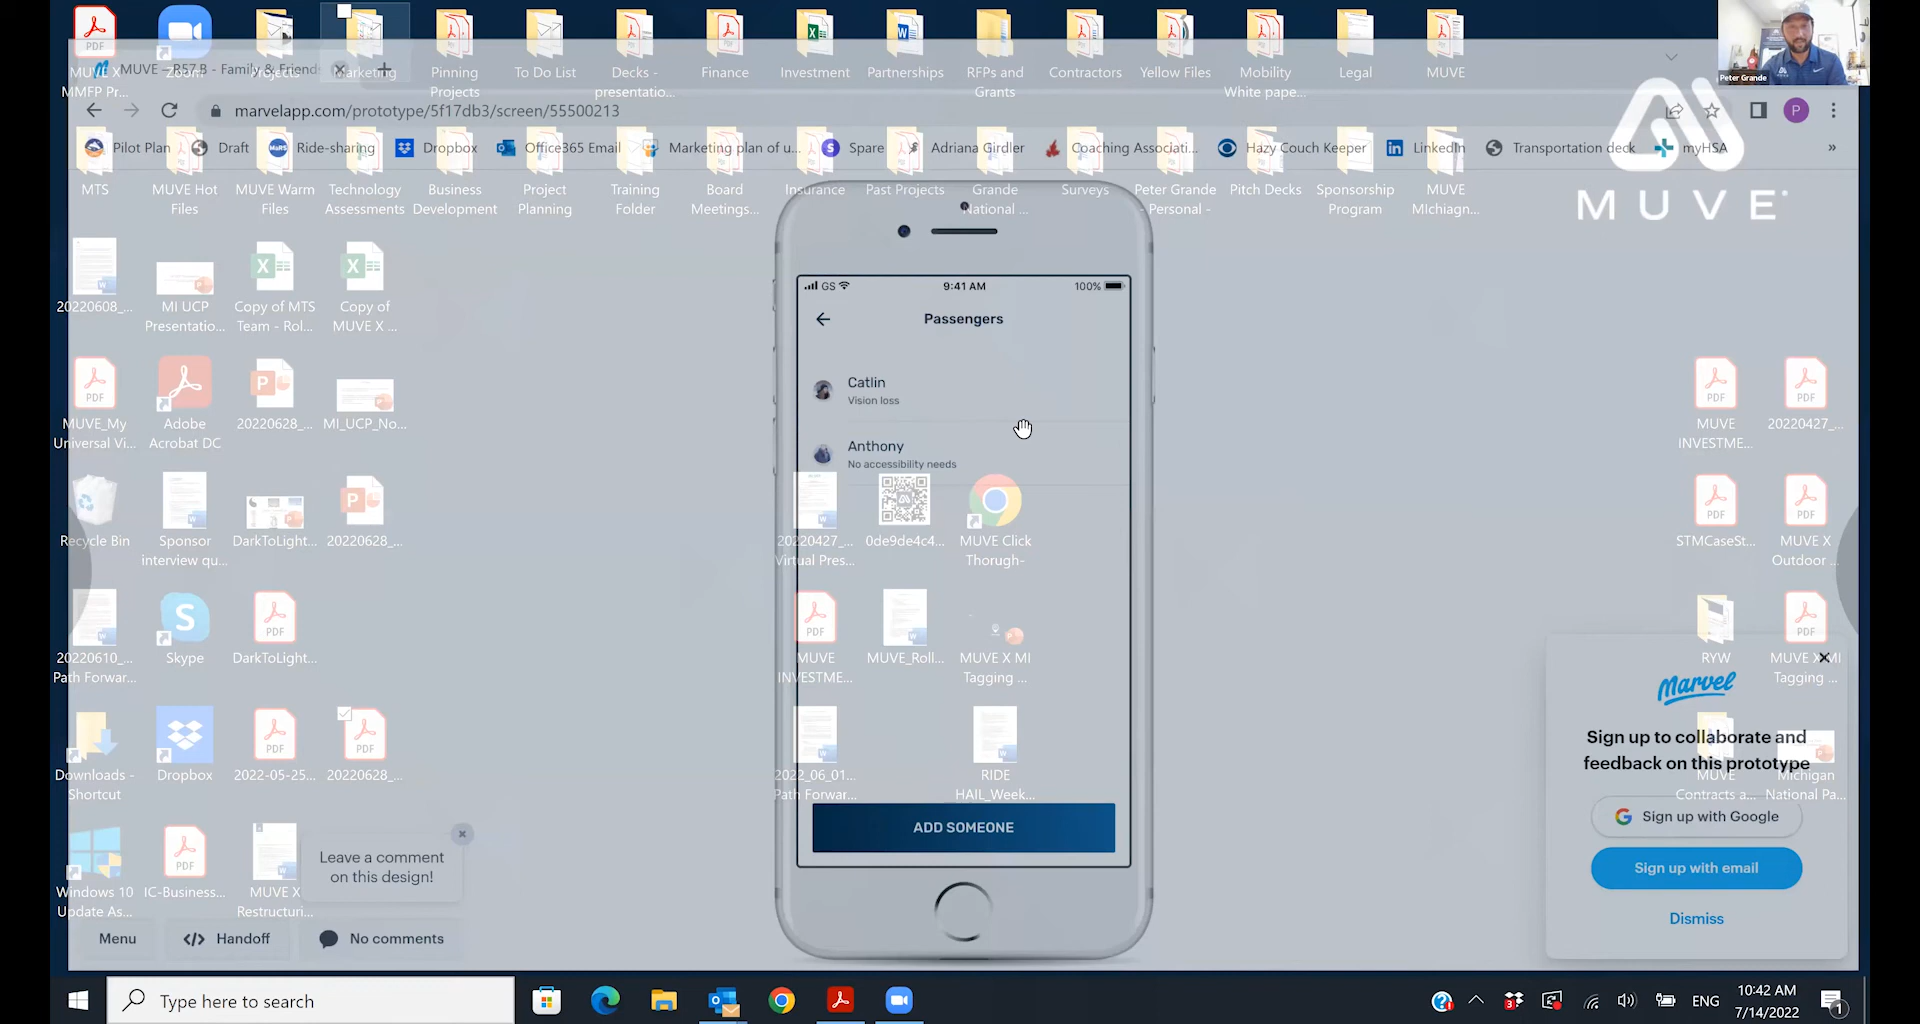 MUVE X
MMFP Pr...
Zoom
Projects
Marketing
Pinning
Projects
To Do List
Decks -
presentatio...
Finance
Investment
Partnerships
RFPs and
Grants
Contractors
Yellow Files
Mobility
White pape...
Legal
MUVE
Peter Grande
MUVE – R57.B - Family & Friends
marvelapp.com/prototype/5f17db3/screen/55500213
P
MUVE
Pilot Plan
Draft
Ride-sharing
Dropbox
Office365 Email
Marketing plan of u...
Spare
Adriana Girdler
Coaching Associati...
Hazy Couch Keeper
LinkedIn
Transportation deck
myHSA
»
MTS
MUVE Hot
Files
MUVE Warm
Files
Technology
Assessments
Business
Development
Project
Planning
Training
Folder
Board
Meetings...
Insurance
Past Projects
Grande
National ...
Surveys
Peter Grande
- Personal -
Pitch Decks
Sponsorship
Program
MUVE
MIchiagn...
20220608_...
MI UCP
Presentatio...
Copy of MTS
Team - Rol...
Copy of
MUVE X ...
GS
9:41 AM
100%
Passengers
Catlin
Vision loss
Anthony
No accessibility needs
MUVE_My
Universal Vi...
Adobe
Acrobat DC
20220628_...
MI_UCP_No...
MUVE
INVESTME...
20220427_...
Recycle Bin
Sponsor
interview qu...
DarkToLight...
20220628_...
20220427_...
Virtual Pres...
0de9de4c4...
MUVE Click
Thorugh-
STMCaseSt...
MUVE X
Outdoor ...
20220610_...
Path Forwar...
Skype
DarkToLight...
MUVE
INVESTME...
MUVE_Roll...
MUVE X MI
Tagging ...
RYW
MUVE X MI
Tagging ...
Downloads -
Shortcut
Dropbox
2022-05-25...
20220628_...
2022_06_01...
Path Forwar...
RIDE
HAIL_Week...
MUVE
Contracts a...
Michigan
National Pa...
Marvel
Sign up to collaborate and
feedback on this prototype
Sign up with Google
Sign up with email
Dismiss
ADD SOMEONE
Windows 10
Update As...
IC-Business...
MUVE X
Restructuri...
Leave a comment
on this design!
Menu
Handoff
No comments
Type here to search
ENG
10:42 AM
7/14/2022
1